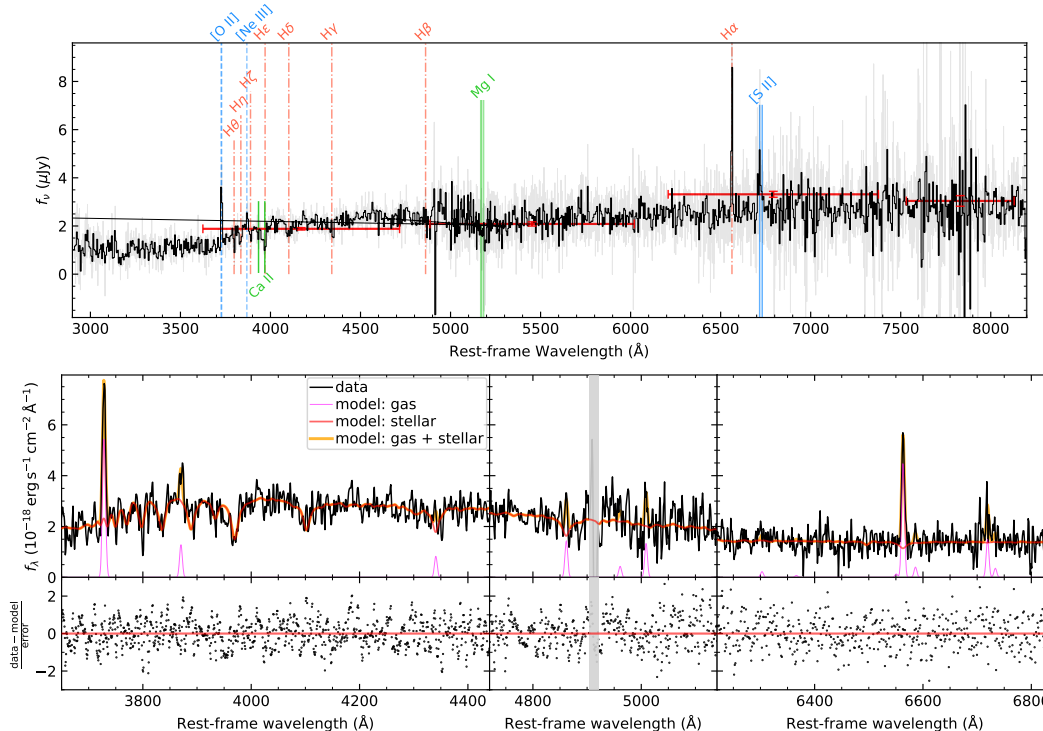 [O II] [Ne III] Hε Hδ Hγ Hβ Hα
Hζ
Hη
Hθ
Mg I
[S II]
Ca II
8
6
4
2
0
fν (μJy)
3000 3500 4000 4500 5000 5500 6000 6500 7000 7500 8000
Rest-frame Wavelength (Å)
data
model: gas
model: stellar
model: gas + stellar
6
4
2
0
fλ (10⁻¹⁸ erg s⁻¹ cm⁻² Å⁻¹)
2
0
−2
data−model
error
3800 4000 4200 4400 4800 5000 6400 6600 6800
Rest-frame wavelength (Å) Rest-frame wavelength (Å) Rest-frame wavelength (Å)